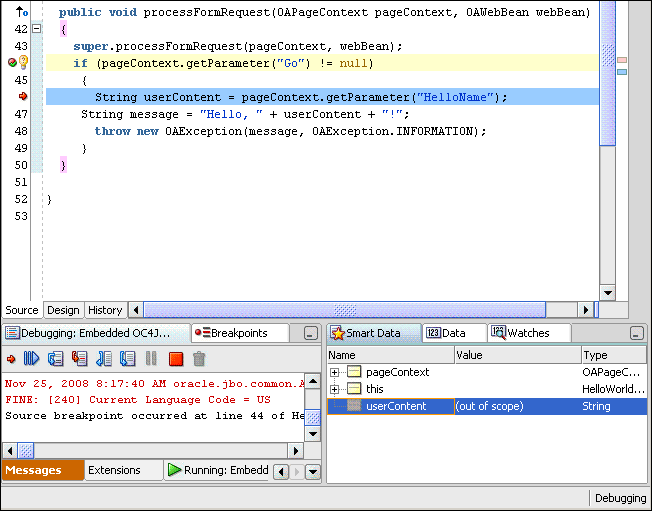 public void processFormRequest(OAPageContext pageContext, OAWebBean webBean)
42 {
43 super.processFormRequest(pageContext, webBean);
if (pageContext.getParameter("Go") != null)
45 {
String userContent = pageContext.getParameter("HelloName");
47 String message = "Hello, " + userContent + "!";
48 throw new OAException(message, OAException.INFORMATION);
49 }
50 }
51
52 }
53
Source Design History
Debugging: Embedded OC4J... Breakpoints
Nov 25, 2008 8:17:40 AM oracle.jbo.common.
FINE: [240] Current Language Code = US
Source breakpoint occurred at line 44 of He
Messages Extensions Running: Embedd
Smart Data Data Watches
Name Value Type
pageContext OAPageC...
this HelloWorld...
userContent (out of scope) String
Debugging